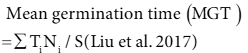 Mean germination time (MGT)
=∑TᵢNᵢ / S(Liu et al. 2017)